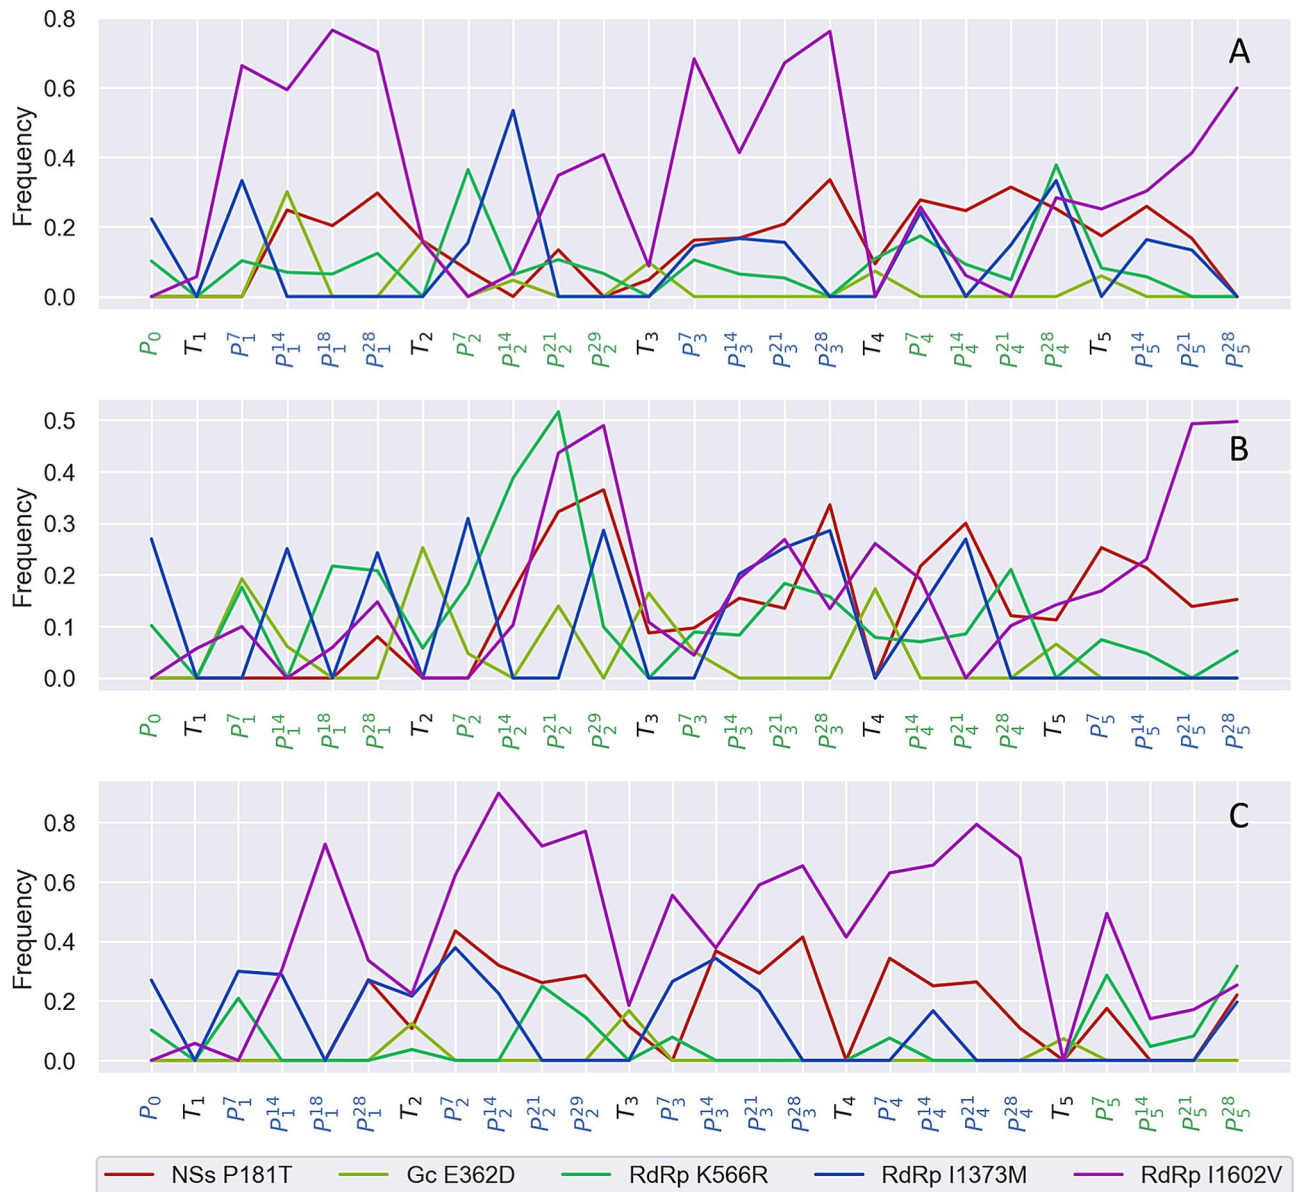 0.8
A
0.6
0.4
0.2
0.0
Frequency
P₀ T₁ P₁⁷ P₁¹⁴ P₁¹⁸ P₁²⁸ T₂ P₂⁷ P₂¹⁴ P₂²¹ P₂²⁹ T₃ P₃⁷ P₃¹⁴ P₃²¹ P₃²⁸ T₄ P₄⁷ P₄¹⁴ P₄²¹ P₄²⁸ T₅ P₅¹⁴ P₅²¹ P₅²⁸
0.5
B
0.4
0.3
0.2
0.1
0.0
Frequency
P₀ T₁ P₁⁷ P₁¹⁴ P₁¹⁸ P₁²⁸ T₂ P₂⁷ P₂¹⁴ P₂²¹ P₂²⁹ T₃ P₃⁷ P₃¹⁴ P₃²¹ P₃²⁸ T₄ P₄¹⁴ P₄²¹ P₄²⁸ T₅ P₅⁷ P₅¹⁴ P₅²¹ P₅²⁸
0.8
C
0.6
0.4
0.2
0.0
Frequency
P₀ T₁ P₁⁷ P₁¹⁴ P₁¹⁸ P₁²⁸ T₂ P₂⁷ P₂¹⁴ P₂²¹ P₂²⁹ T₃ P₃⁷ P₃¹⁴ P₃²¹ P₃²⁸ T₄ P₄⁷ P₄¹⁴ P₄²¹ P₄²⁸ T₅ P₅⁷ P₅¹⁴ P₅²¹ P₅²⁸
NSs P181T Gc E362D RdRp K566R RdRp I1373M RdRp I1602V